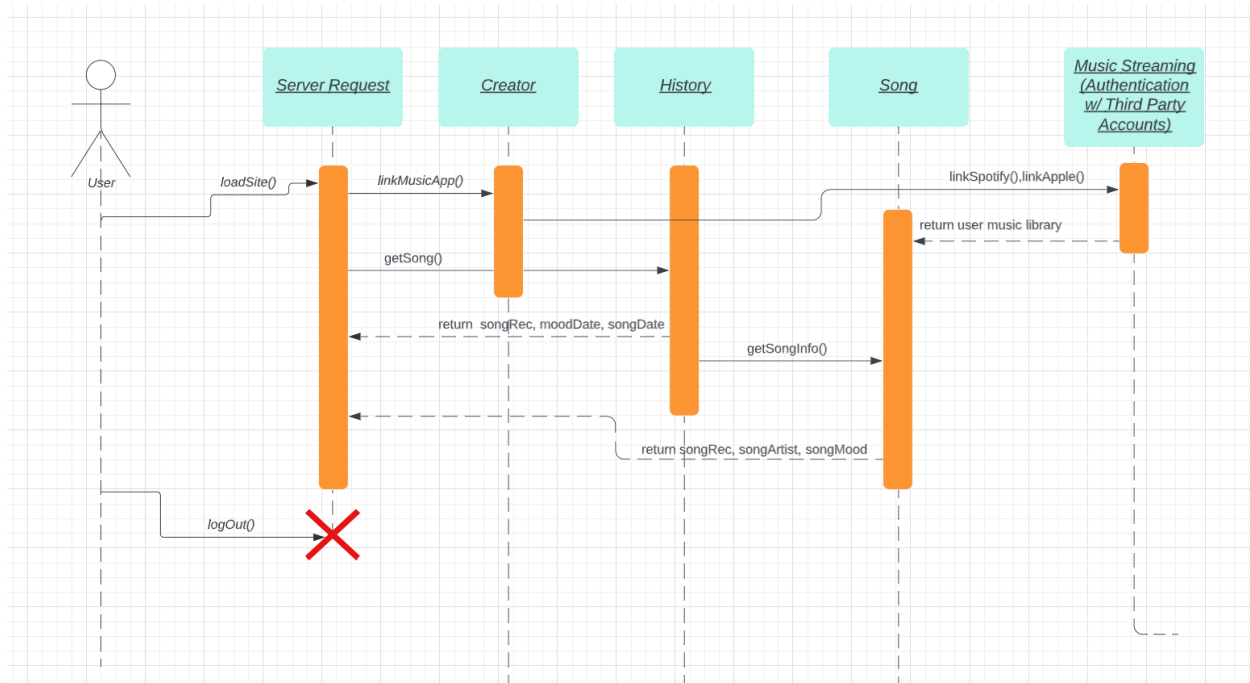 Server Request
Creator
History
Song
Music Streaming
(Authentication
w/ Third Party
Accounts)
User
loadSite()
linkMusicApp()
linkSpotify(),linkApple()
return user music library
getSong()
return songRec, moodDate, songDate
getSongInfo()
return songRec, songArtist, songMood
logOut()